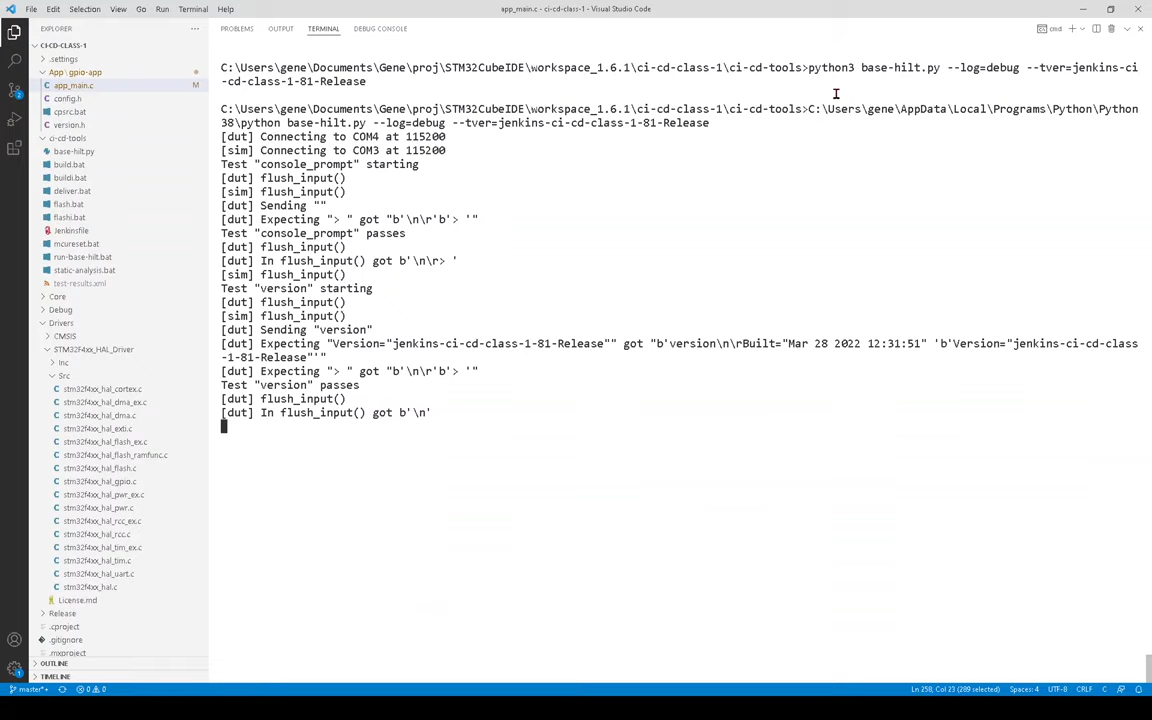 File Edit Selection View Go Run Terminal Help
app_main.c - ci-cd-class-1 - Visual Studio Code
EXPLORER
PROBLEMS OUTPUT TERMINAL DEBUG CONSOLE
cmd
CI-CD-CLASS-1
.settings
App \ gpio-app
app_main.c M
config.h
cpsrc.bat
version.h
ci-cd-tools
base-hilt.py
build.bat
buildi.bat
deliver.bat
flash.bat
flashi.bat
Jenkinsfile
mcureset.bat
run-base-hilt.bat
static-analysis.bat
test-results.xml
Core
Debug
Drivers
CMSIS
STM32F4xx_HAL_Driver
Inc
Src
stm32f4xx_hal_cortex.c
stm32f4xx_hal_dma_ex.c
stm32f4xx_hal_dma.c
stm32f4xx_hal_exti.c
stm32f4xx_hal_flash_ex.c
stm32f4xx_hal_flash_ramfunc.c
stm32f4xx_hal_flash.c
stm32f4xx_hal_gpio.c
stm32f4xx_hal_pwr_ex.c
stm32f4xx_hal_pwr.c
stm32f4xx_hal_rcc_ex.c
stm32f4xx_hal_rcc.c
stm32f4xx_hal_tim_ex.c
stm32f4xx_hal_tim.c
stm32f4xx_hal_uart.c
stm32f4xx_hal.c
License.md
Release
.cproject
.gitignore
.mxproject
OUTLINE
TIMELINE
C:\Users\gene\Documents\Gene\proj\STM32CubeIDE\workspace_1.6.1\ci-cd-class-1\ci-cd-tools>python3 base-hilt.py --log=debug --tver=jenkins-ci
-cd-class-1-81-Release
C:\Users\gene\Documents\Gene\proj\STM32CubeIDE\workspace_1.6.1\ci-cd-class-1\ci-cd-tools>C:\Users\gene\AppData\Local\Programs\Python\Python
38\python base-hilt.py --log=debug --tver=jenkins-ci-cd-class-1-81-Release
[dut] Connecting to COM4 at 115200
[sim] Connecting to COM3 at 115200
Test "console_prompt" starting
[dut] flush_input()
[sim] flush_input()
[dut] Sending ""
[dut] Expecting "> " got "b'\n\r'b'> '"
Test "console_prompt" passes
[dut] flush_input()
[dut] In flush_input() got b'\n\r> '
[sim] flush_input()
Test "version" starting
[dut] flush_input()
[sim] flush_input()
[dut] Sending "version"
[dut] Expecting "Version="jenkins-ci-cd-class-1-81-Release"" got "b'version\n\rBuilt="Mar 28 2022 12:31:51" 'b'Version="jenkins-ci-cd-class
-1-81-Release"'"
[dut] Expecting "> " got "b'\n\r'b'> '"
Test "version" passes
[dut] flush_input()
[dut] In flush_input() got b'\n'
1
master*+ 0 0
Ln 258, Col 23 (289 selected) Spaces: 4 UTF-8 CRLF C